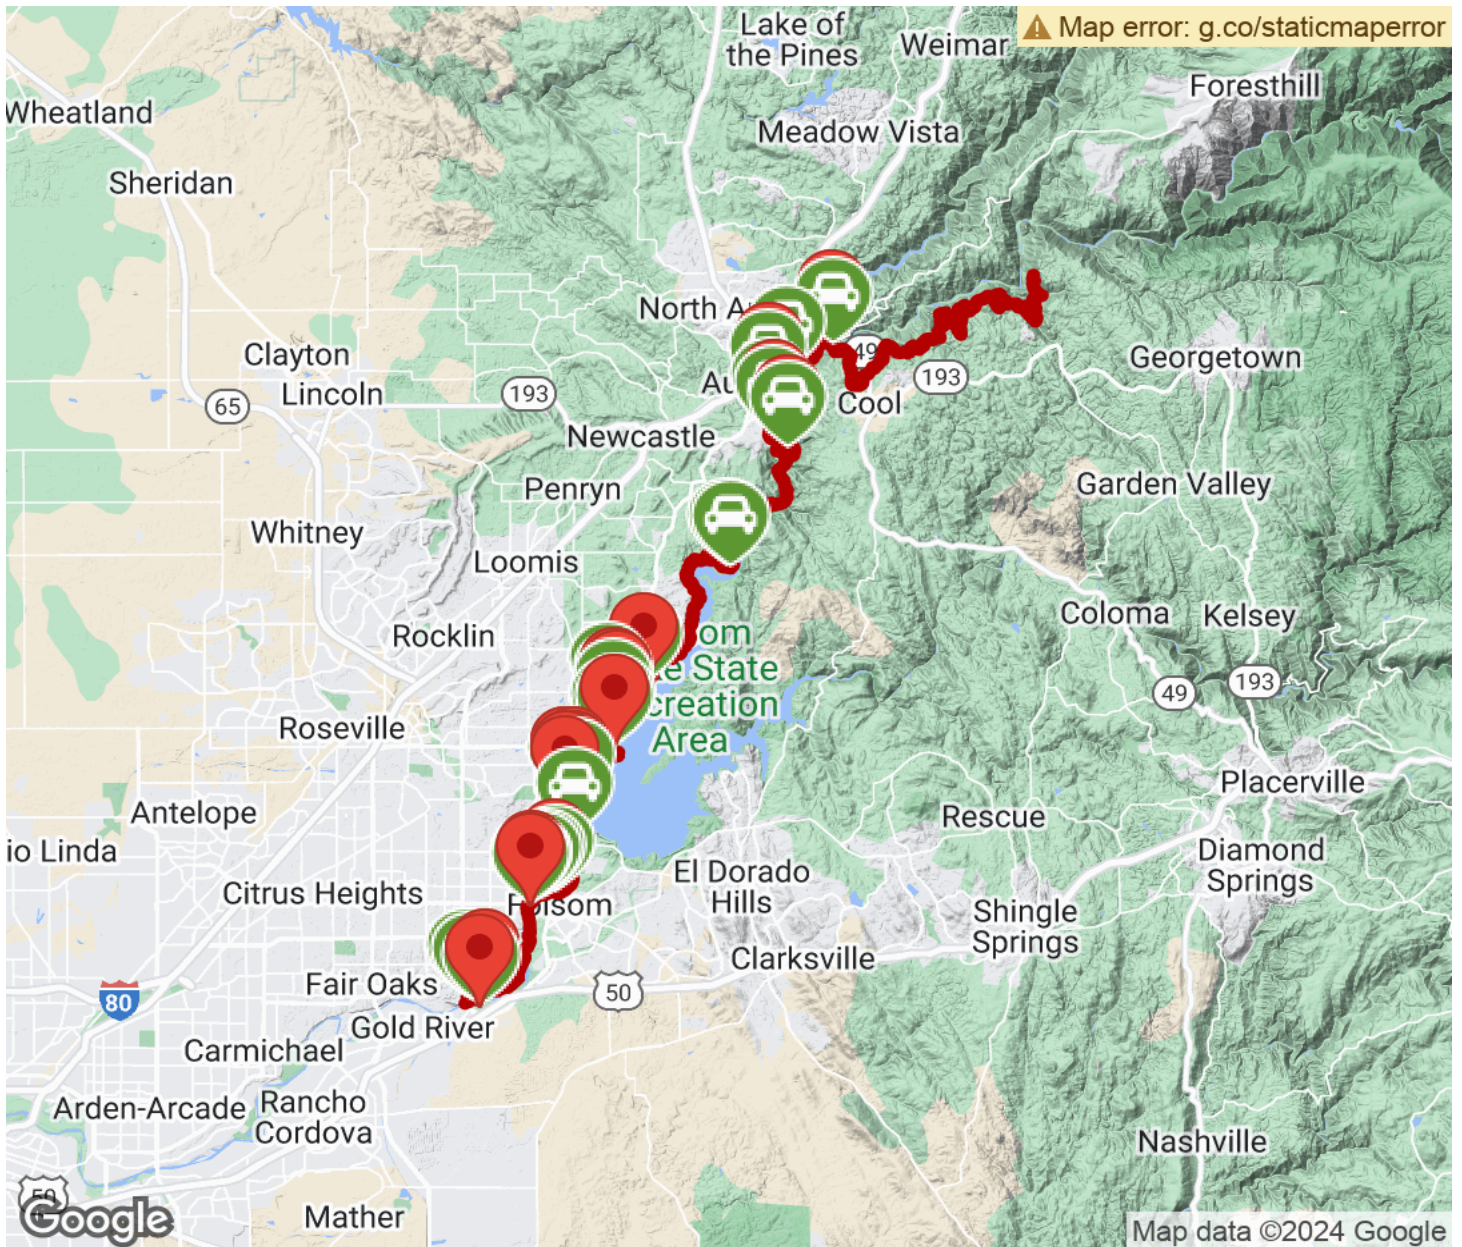 Map error: g.co/staticmaperror
Lake of
the Pines
Weimar
Foresthill
Wheatland
Meadow Vista
Sheridan
North A
49
Clayton
Lincoln
193
193
Georgetown
65
Au
Cool
Newcastle
Penryn
Garden Valley
Whitney
Loomis
Coloma
Kelsey
Rocklin
om
e State
creation
Area
49
193
Roseville
Placerville
Antelope
Rescue
io Linda
Diamond
Springs
El Dorado
Hills
Citrus Heights
Folsom
Shingle
Springs
Clarksville
Fair Oaks
50
80
Gold River
Carmichael
Arden-Arcade
Rancho
Cordova
Nashville
50
Google
Mather
Map data ©2024 Google